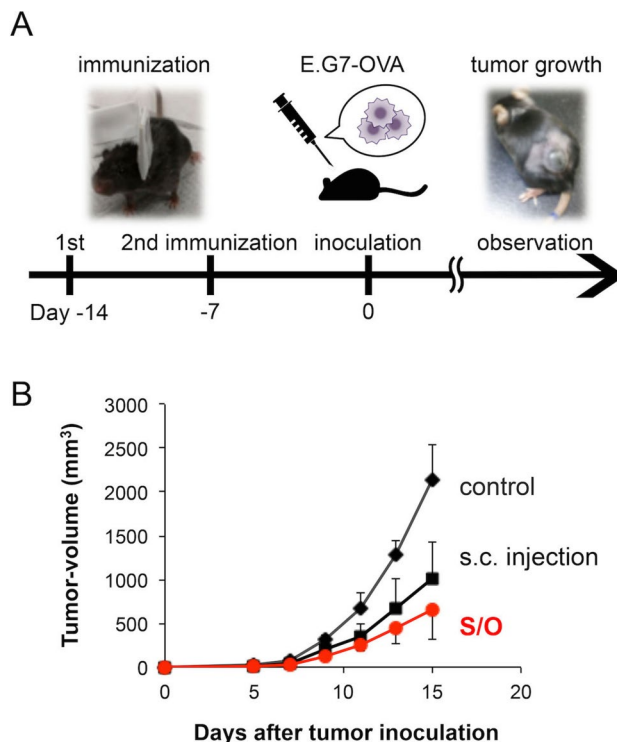 A
immunization E.G7-OVA tumor growth
1st 2nd immunization inoculation observation
Day -14 -7 0
B
3000
2500
2000
1500
1000
500
0
Tumor-volume (mm³)
control
s.c. injection
S/O
0 5 10 15 20
Days after tumor inoculation